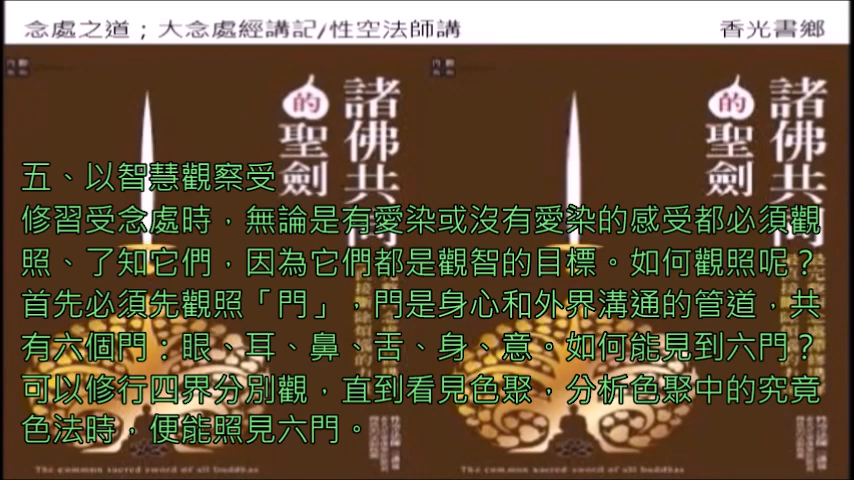 念處之道；大念處經講記/性空法師講
香光書鄉
諸佛共
的聖劍
諸佛共
的聖劍
五、以智慧觀察受
修習受念處時，無論是有愛染或沒有愛染的感受都必須觀
照、了知它們，因為它們都是觀智的目標。如何觀照呢？
首先必須先觀照「門」，門是身心和外界溝通的管道，共
有六個門：眼、耳、鼻、舌、身、意。如何能見到六門？
可以修行四界分別觀，直到看見色聚，分析色聚中的究竟
色法時，便能照見六門。
The common sacred sword of all buddhas
The common sacred sword of all buddhas